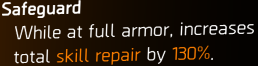 Safeguard
While at full armor, increases
total skill repair by 130%.